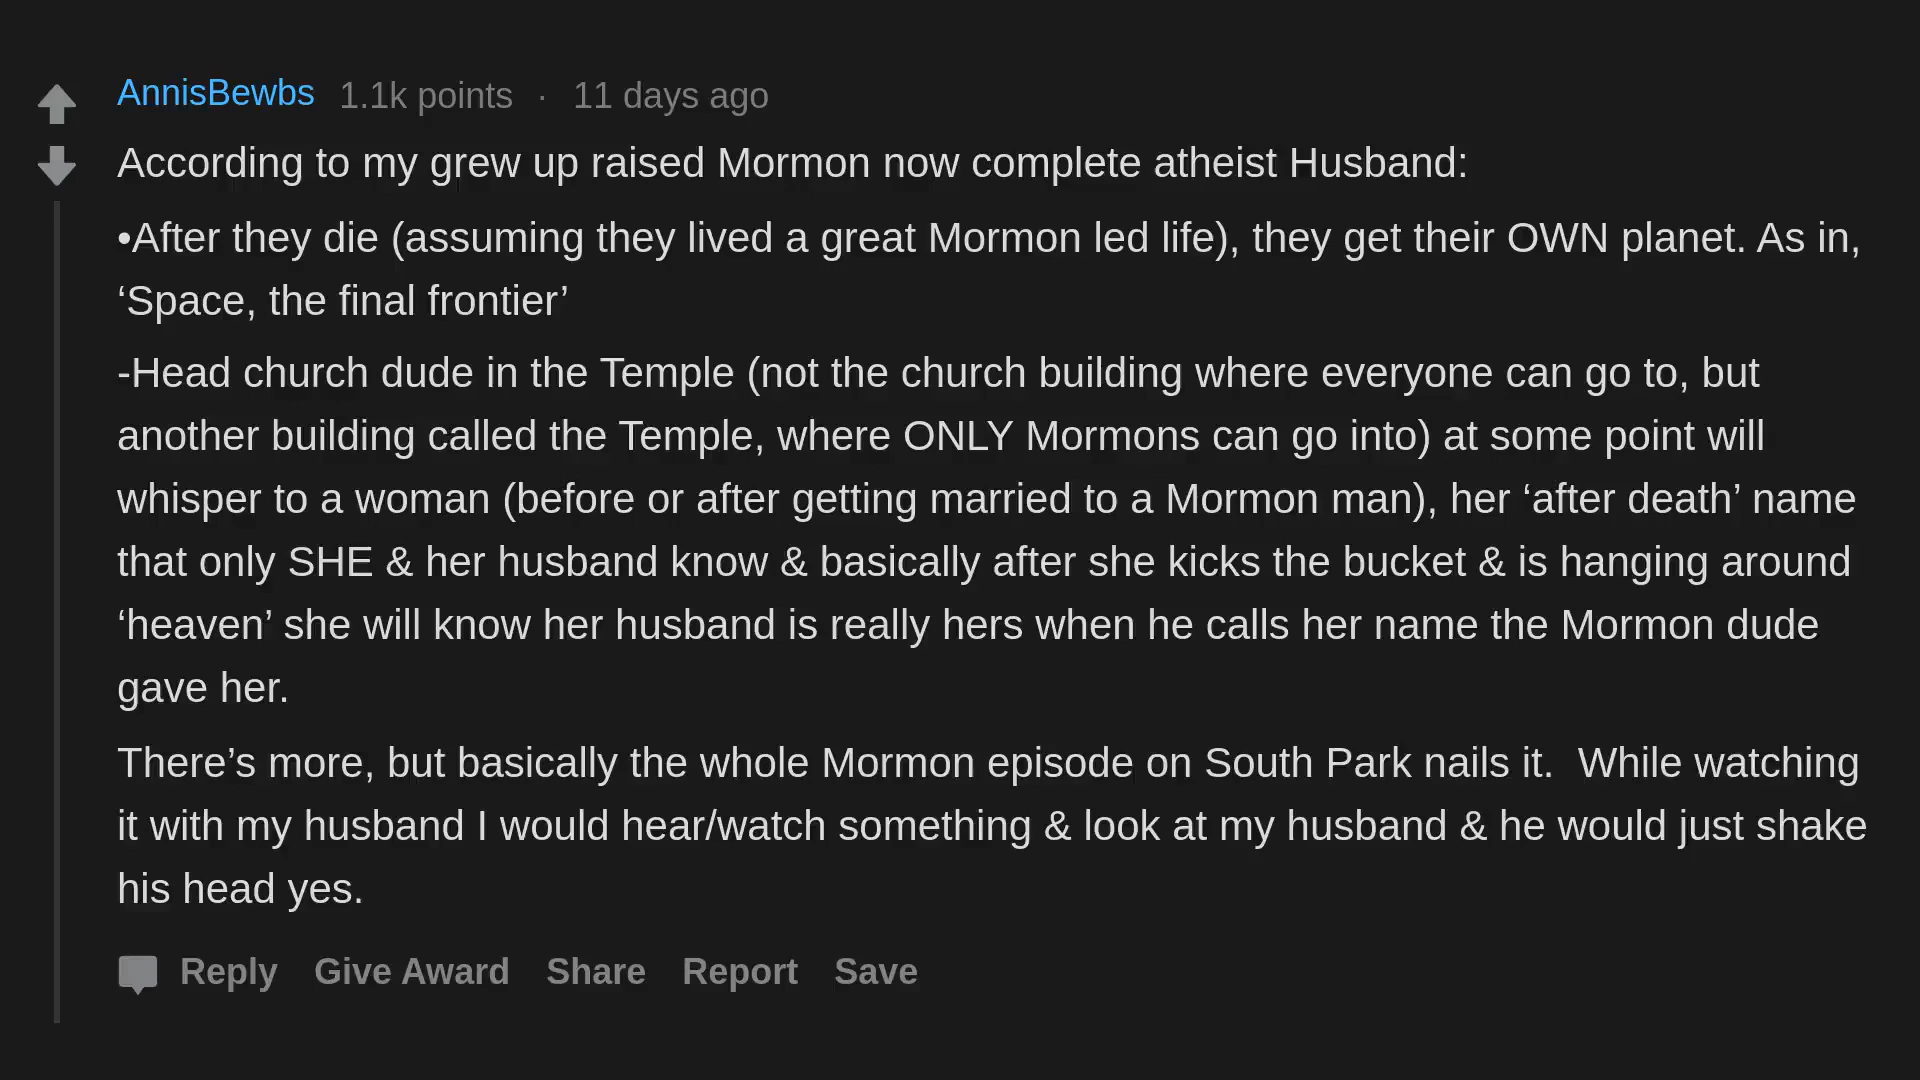 AnnisBewbs 1.1k points · 11 days ago
According to my grew up raised Mormon now complete atheist Husband:
•After they die (assuming they lived a great Mormon led life), they get their OWN planet. As in,
‘Space, the final frontier’
-Head church dude in the Temple (not the church building where everyone can go to, but
another building called the Temple, where ONLY Mormons can go into) at some point will
whisper to a woman (before or after getting married to a Mormon man), her ‘after death’ name
that only SHE & her husband know & basically after she kicks the bucket & is hanging around
‘heaven’ she will know her husband is really hers when he calls her name the Mormon dude
gave her.
There’s more, but basically the whole Mormon episode on South Park nails it.  While watching
it with my husband I would hear/watch something & look at my husband & he would just shake
his head yes.
Reply Give Award Share Report Save